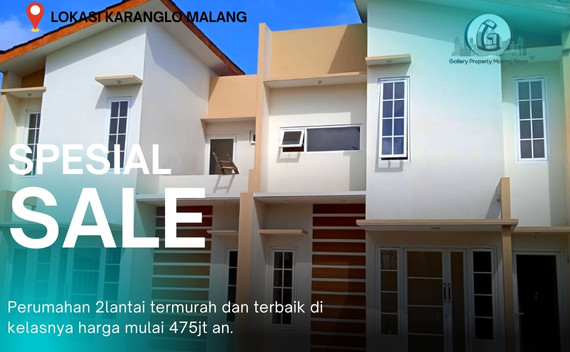 LOKASI KARANGLO MALANG
G
Gallery Property Malang Raya
SPESIAL
SALE
Perumahan 2lantai termurah dan terbaik di
kelasnya harga mulai 475jt an.